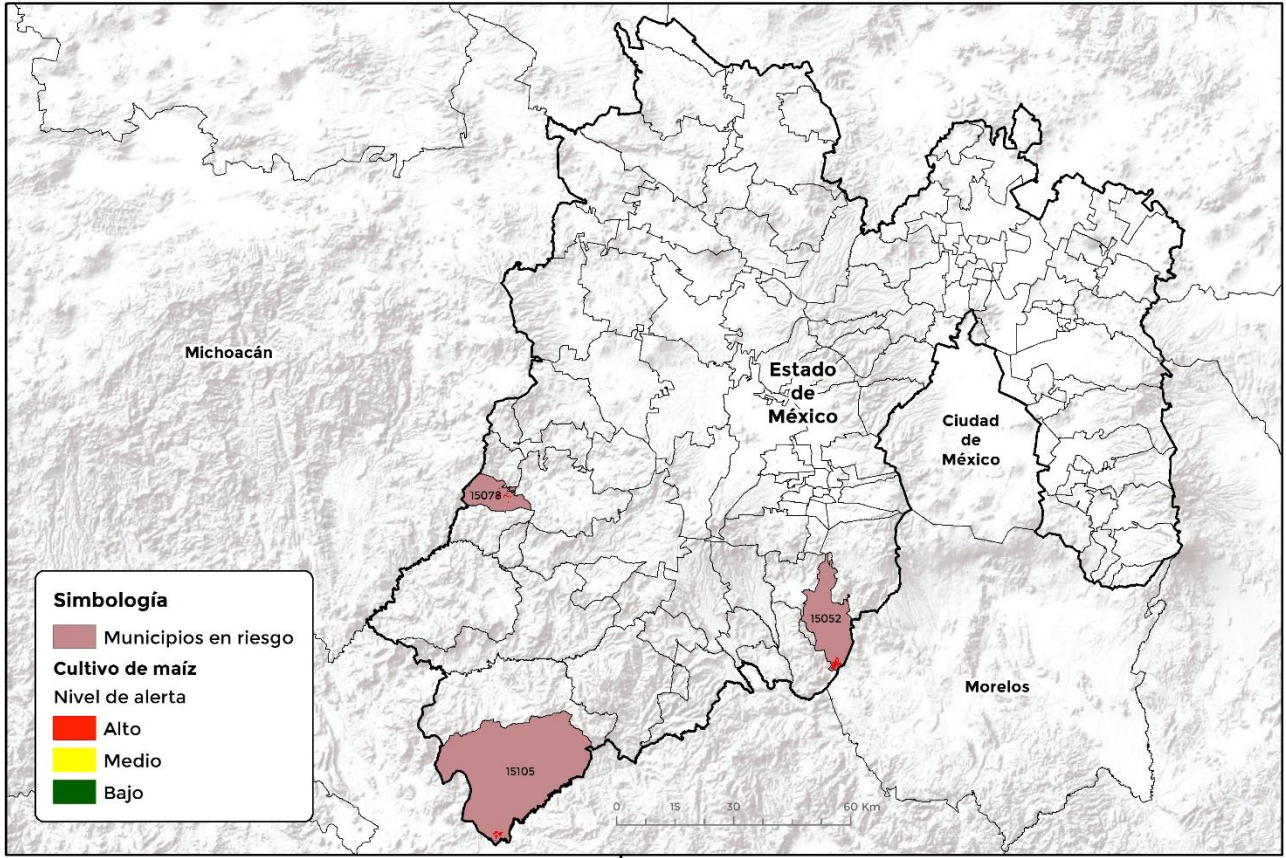 Michoacán
Estado
de
México
Ciudad
de
México
15078
15052
Morelos
15105
Simbología
Municipios en riesgo
Cultivo de maíz
Nivel de alerta
Alto
Medio
Bajo
0 15 30 60 Km